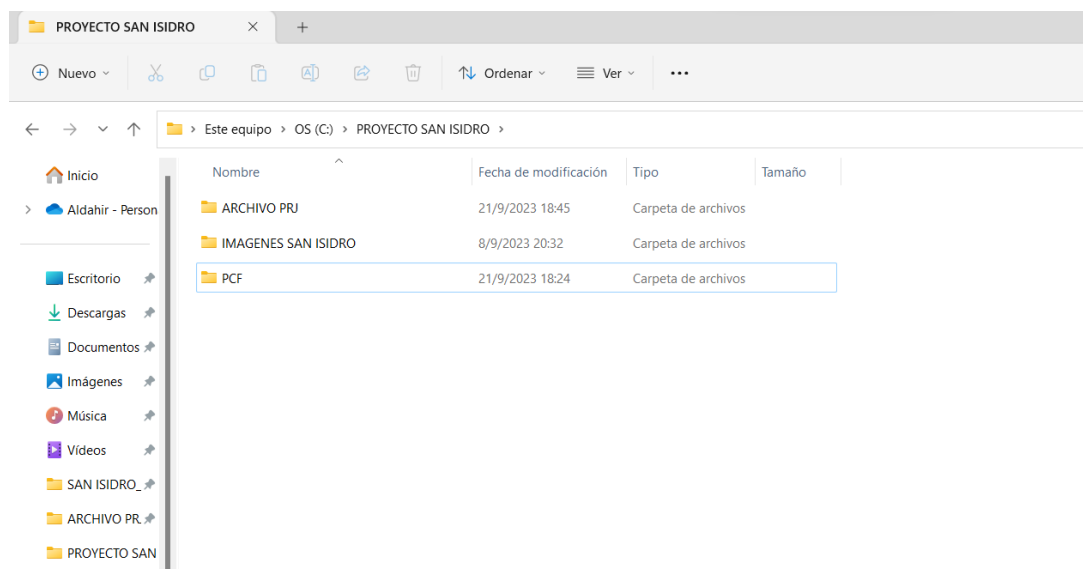 PROYECTO SAN ISIDRO
Nuevo
Ordenar
Ver
Este equipo > OS (C:) > PROYECTO SAN ISIDRO >
Nombre Fecha de modificación Tipo Tamaño
ARCHIVO PRJ 21/9/2023 18:45 Carpeta de archivos
IMAGENES SAN ISIDRO 8/9/2023 20:32 Carpeta de archivos
PCF 21/9/2023 18:24 Carpeta de archivos
Inicio
Aldahir - Person
Escritorio
Descargas
Documentos
Imágenes
Música
Vídeos
SAN ISIDRO_
ARCHIVO PR
PROYECTO SAN